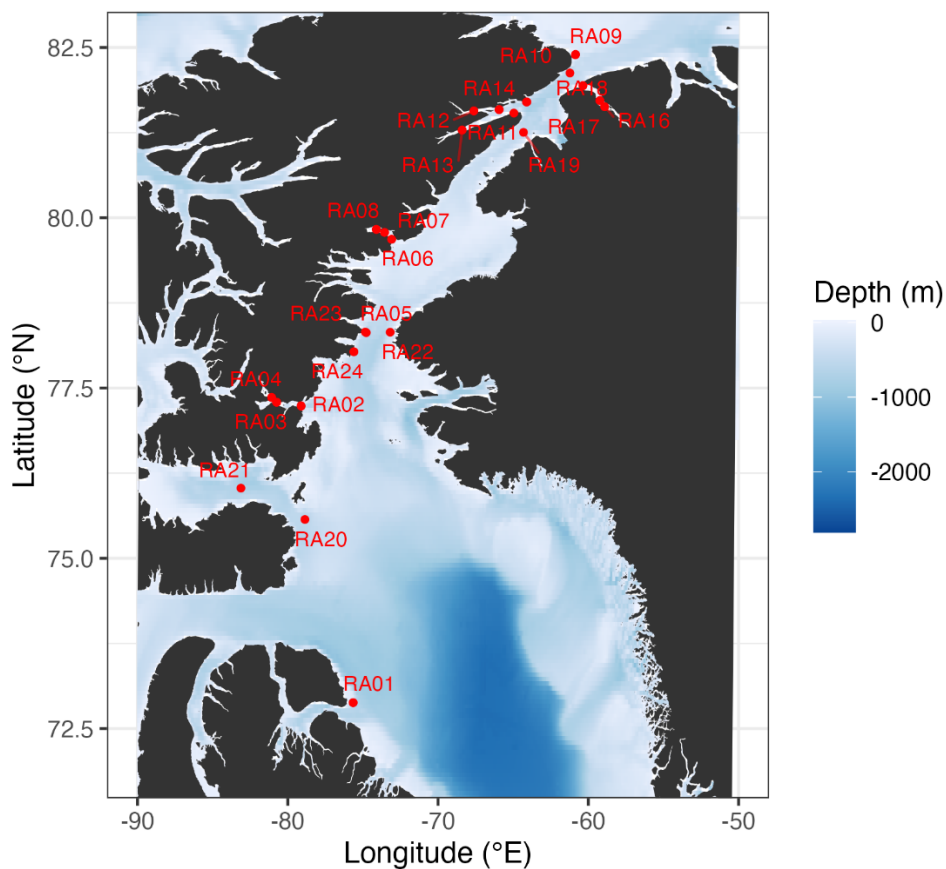 82.5
80.0
77.5
75.0
72.5
Latitude (°N)
RA09
RA10
RA14
RA18
RA12
RA11
RA17
RA16
RA13
RA19
RA08
RA07
RA06
RA23
RA05
RA22
RA24
RA04
RA02
RA03
RA21
RA20
RA01
-90
-80
-70
-60
-50
Longitude (°E)
Depth (m)
0
-1000
-2000